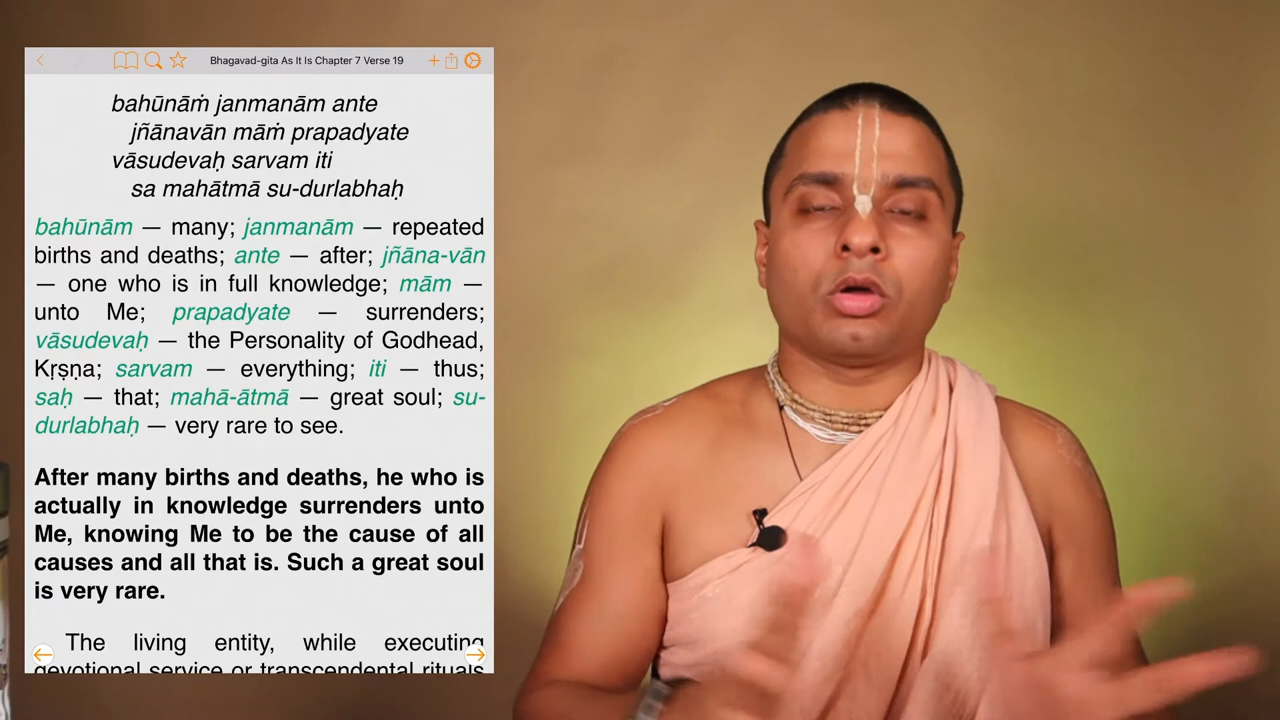 Bhagavad-gita As It Is Chapter 7 Verse 19
bahūnāṁ janmanām ante
jñānavān māṁ prapadyate
vāsudevaḥ sarvam iti
sa mahātmā su-durlabhaḥ
bahūnām — many; janmanām — repeated
births and deaths; ante — after; jñāna-vān
— one who is in full knowledge; mām —
unto Me; prapadyate — surrenders;
vāsudevaḥ — the Personality of Godhead,
Kṛṣṇa; sarvam — everything; iti — thus;
saḥ — that; mahā-ātmā — great soul; su-
durlabhaḥ — very rare to see.
After many births and deaths, he who is
actually in knowledge surrenders unto
Me, knowing Me to be the cause of all
causes and all that is. Such a great soul
is very rare.
The living entity, while executing
devotional service or transcendental rituals